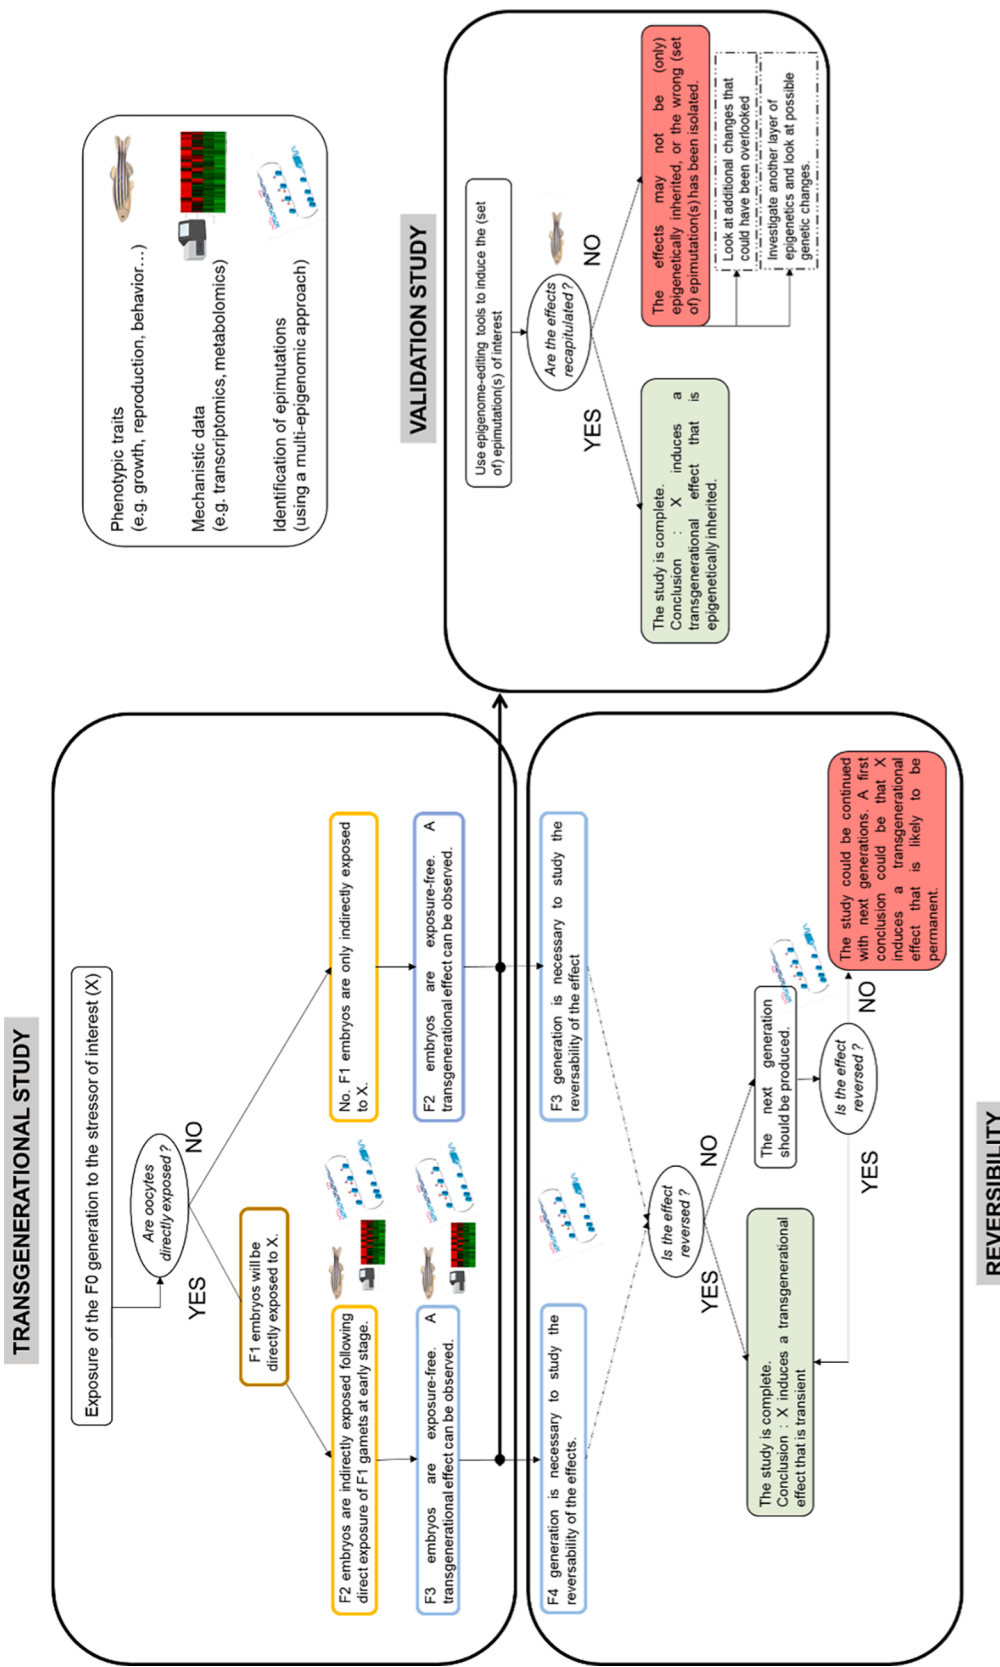 TRANSGENERATIONAL STUDY
Exposure of the F0 generation to the stressor of interest (X)
Are oocytes
directly exposed ?
YES
NO
F1 embryos will be
directly exposed to X.
F2 embryos are indirectly exposed following
direct exposure of F1 gamets at early stage.
No. F1 embryos are only indirectly exposed
to X.
F3 embryos are exposure-free. A
transgenerational effect can be observed.
F2 embryos are exposure-free. A
transgenerational effect can be observed.
F4 generation is necessary to study the
reversability of the effects.
F3 generation is necessary to study the
reversability of the effect
Is the effect
reversed ?
YES
NO
The study is complete.
Conclusion : X induces a transgenerational
effect that is transient
The next generation
should be produced.
Is the effect
reversed ?
YES
NO
The study could be continued
with next generations. A first
conclusion could be that X
induces a transgenerational
effect that is likely to be
permanent.
REVERSIBILITY
Phenotypic traits
(e.g. growth, reproduction, behavior…)
Mechanistic data
(e.g. transcriptomics, metabolomics)
Identification of epimutations
(using a multi-epigenomic approach)
VALIDATION STUDY
Use epigenome-editing tools to induce the (set
of) epimutation(s) of interest
Are the effects
recapitulated ?
YES
NO
The study is complete.
Conclusion : X induces a
transgenerational effect that is
epigenetically inherited.
The effects may not be (only)
epigenetically inherited, or the wrong (set
of) epimutation(s) has been isolated.
Look at additional changes that
could have been overlooked
Investigate another layer of
epigenetics and look at possible
genetic changes.